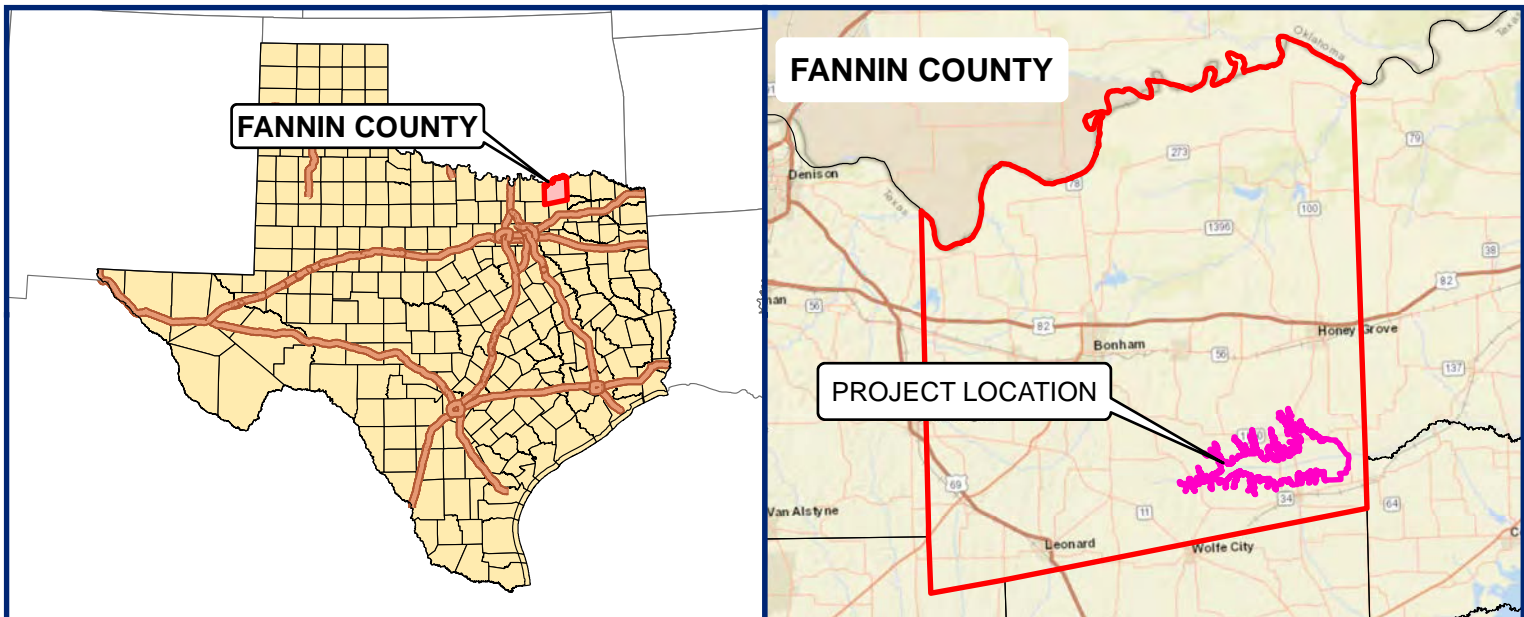 FANNIN COUNTY
FANNIN COUNTY
Oklahoma
Texas
Denison
Texas
78
273
79
100
1396
38
82
56
82
Honey Grove
Bonham
56
137
PROJECT LOCATION
69
34
64
Van Alstyne
11
Leonard
Wolfe City